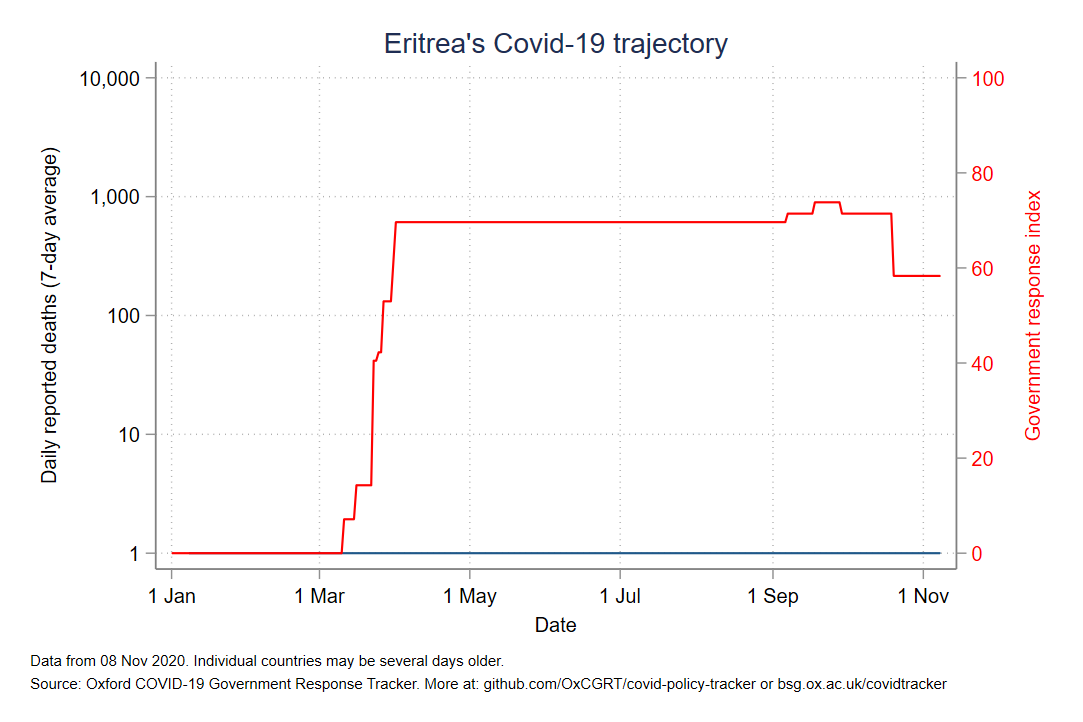 Eritrea's Covid-19 trajectory
10,000
1,000
100
10
1
Daily reported deaths (7-day average)
100
80
60
40
20
0
Government response index
1 Jan
1 Mar
1 May
1 Jul
1 Sep
1 Nov
Date
Data from 08 Nov 2020. Individual countries may be several days older.
Source: Oxford COVID-19 Government Response Tracker. More at: github.com/OxCGRT/covid-policy-tracker or bsg.ox.ac.uk/covidtracker